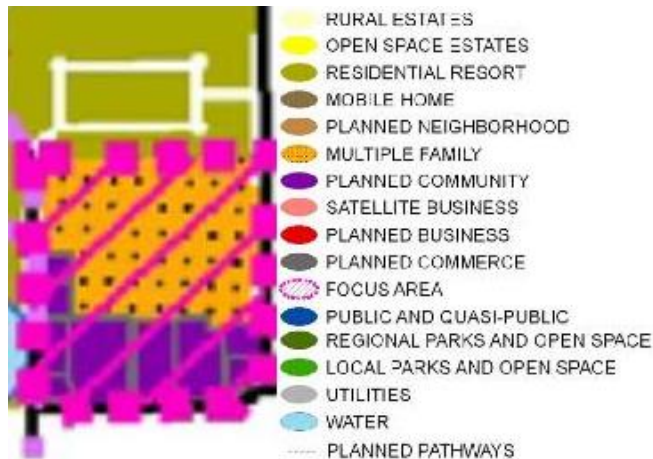 RURAL ESTATES
OPEN SPACE ESTATES
RESIDENTIAL RESORT
MOBILE HOME
PLANNED NEIGHBORHOOD
MULTIPLE FAMILY
PLANNED COMMUNITY
SATELLITE BUSINESS
PLANNED BUSINESS
PLANNED COMMERCE
FOCUS AREA
PUBLIC AND QUASI-PUBLIC
REGIONAL PARKS AND OPEN SPACE
LOCAL PARKS AND OPEN SPACE
UTILITIES
WATER
PLANNED PATHWAYS